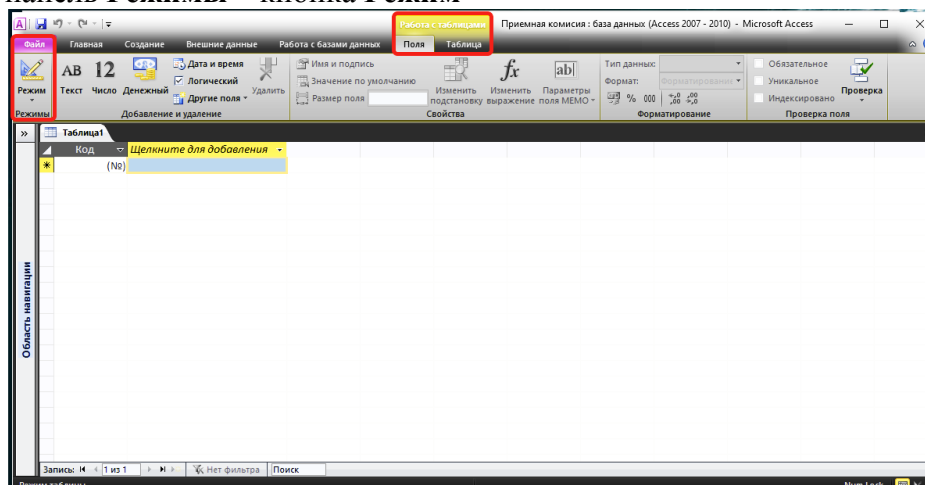 панель Режимы – кнопка Режим
Работа с таблицами Приемная комисия : база данных (Access 2007 - 2010) - Microsoft Access
Файл Главная Создание Внешние данные Работа с базами данных Поля Таблица
Режим
АВ Текст
12 Число
Денежный
Дата и время
Логический
Другие поля
Удалить
Имя и подпись
Значение по умолчанию
Размер поля
Изменить подстановку
fx Изменить выражение
ab Параметры поля МЕМО
Тип данных:
Формат: Форматирование
% 000
Обязательное
Уникальное
Индексировано
Проверка
Режимы Добавление и удаление Свойства Форматирование Проверка поля
» Таблица1
Код Щелкните для добавления
* (№)
Область навигации
Запись: 1 из 1 Нет фильтра Поиск
Режим таблицы Num Lock